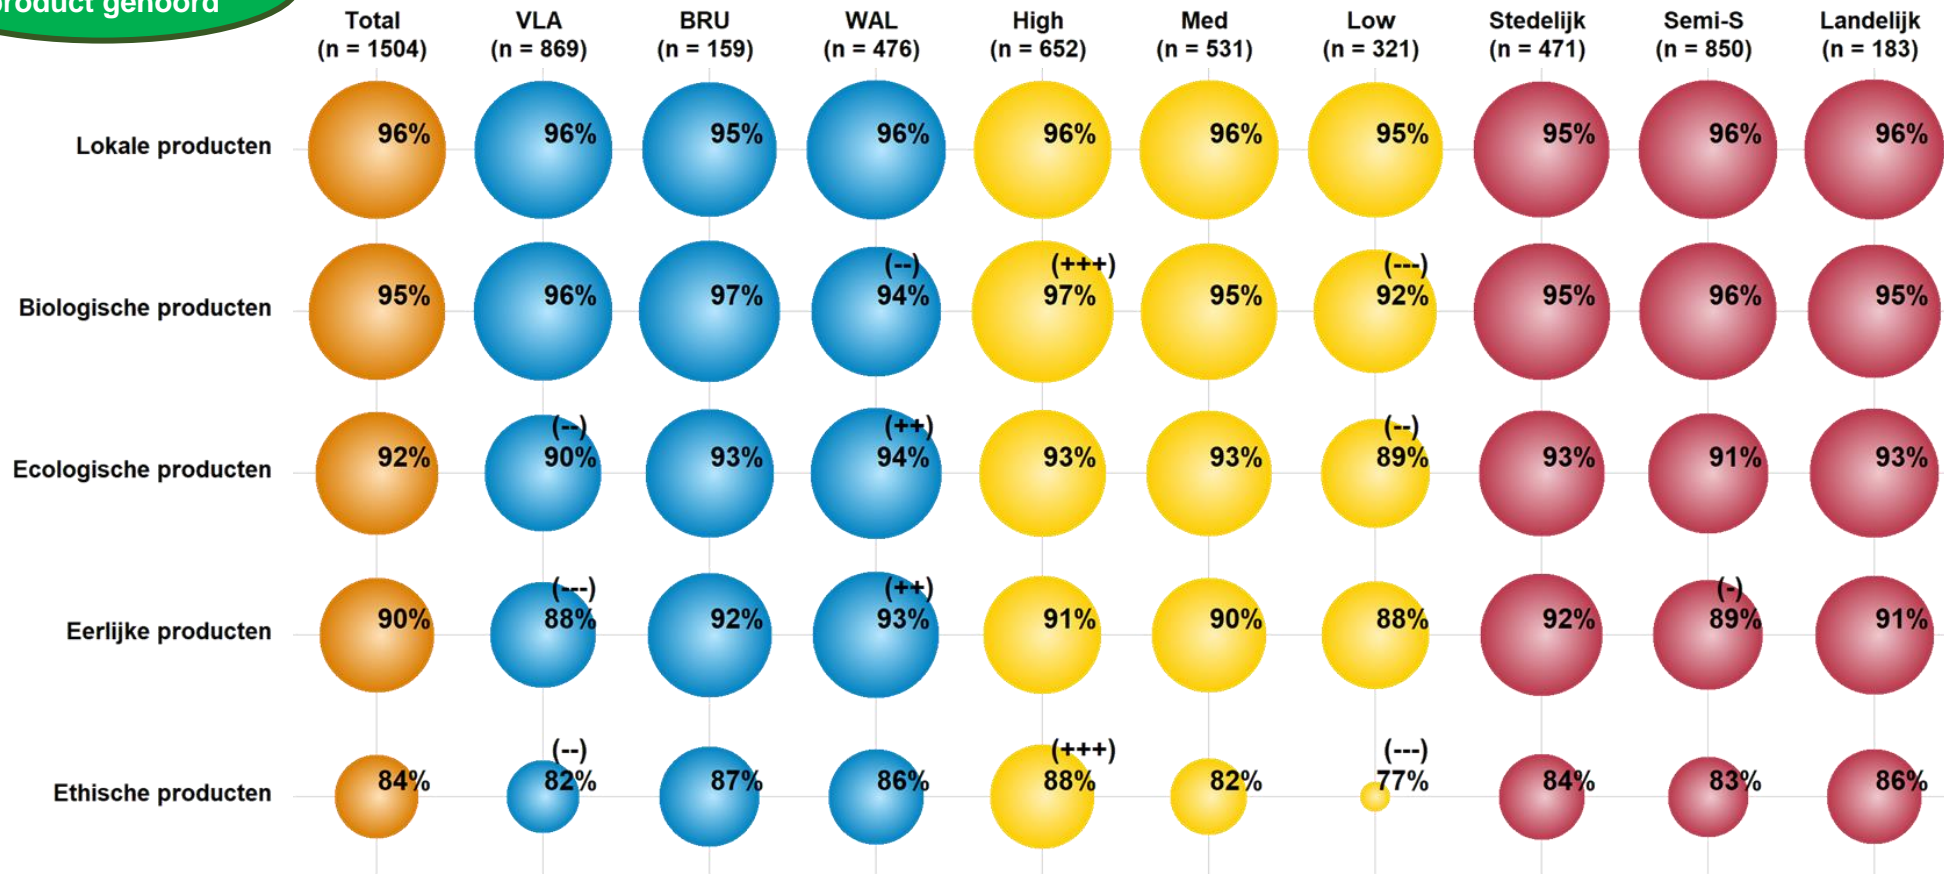 product gehoord
Total VLA BRU WAL High Med Low Stedelijk Semi-S Landelijk
(n = 1504) (n = 869) (n = 159) (n = 476) (n = 652) (n = 531) (n = 321) (n = 471) (n = 850) (n = 183)
Lokale producten 96% 96% 95% 96% 96% 96% 95% 95% 96% 96%
(--) (+++) (---)
Biologische producten 95% 96% 97% 94% 97% 95% 92% 95% 96% 95%
(--) (++) (--)
Ecologische producten 92% 90% 93% 94% 93% 93% 89% 93% 91% 93%
(---) (++) (-)
Eerlijke producten 90% 88% 92% 93% 91% 90% 88% 92% 89% 91%
(--) (+++) (---)
Ethische producten 84% 82% 87% 86% 88% 82% 77% 84% 83% 86%